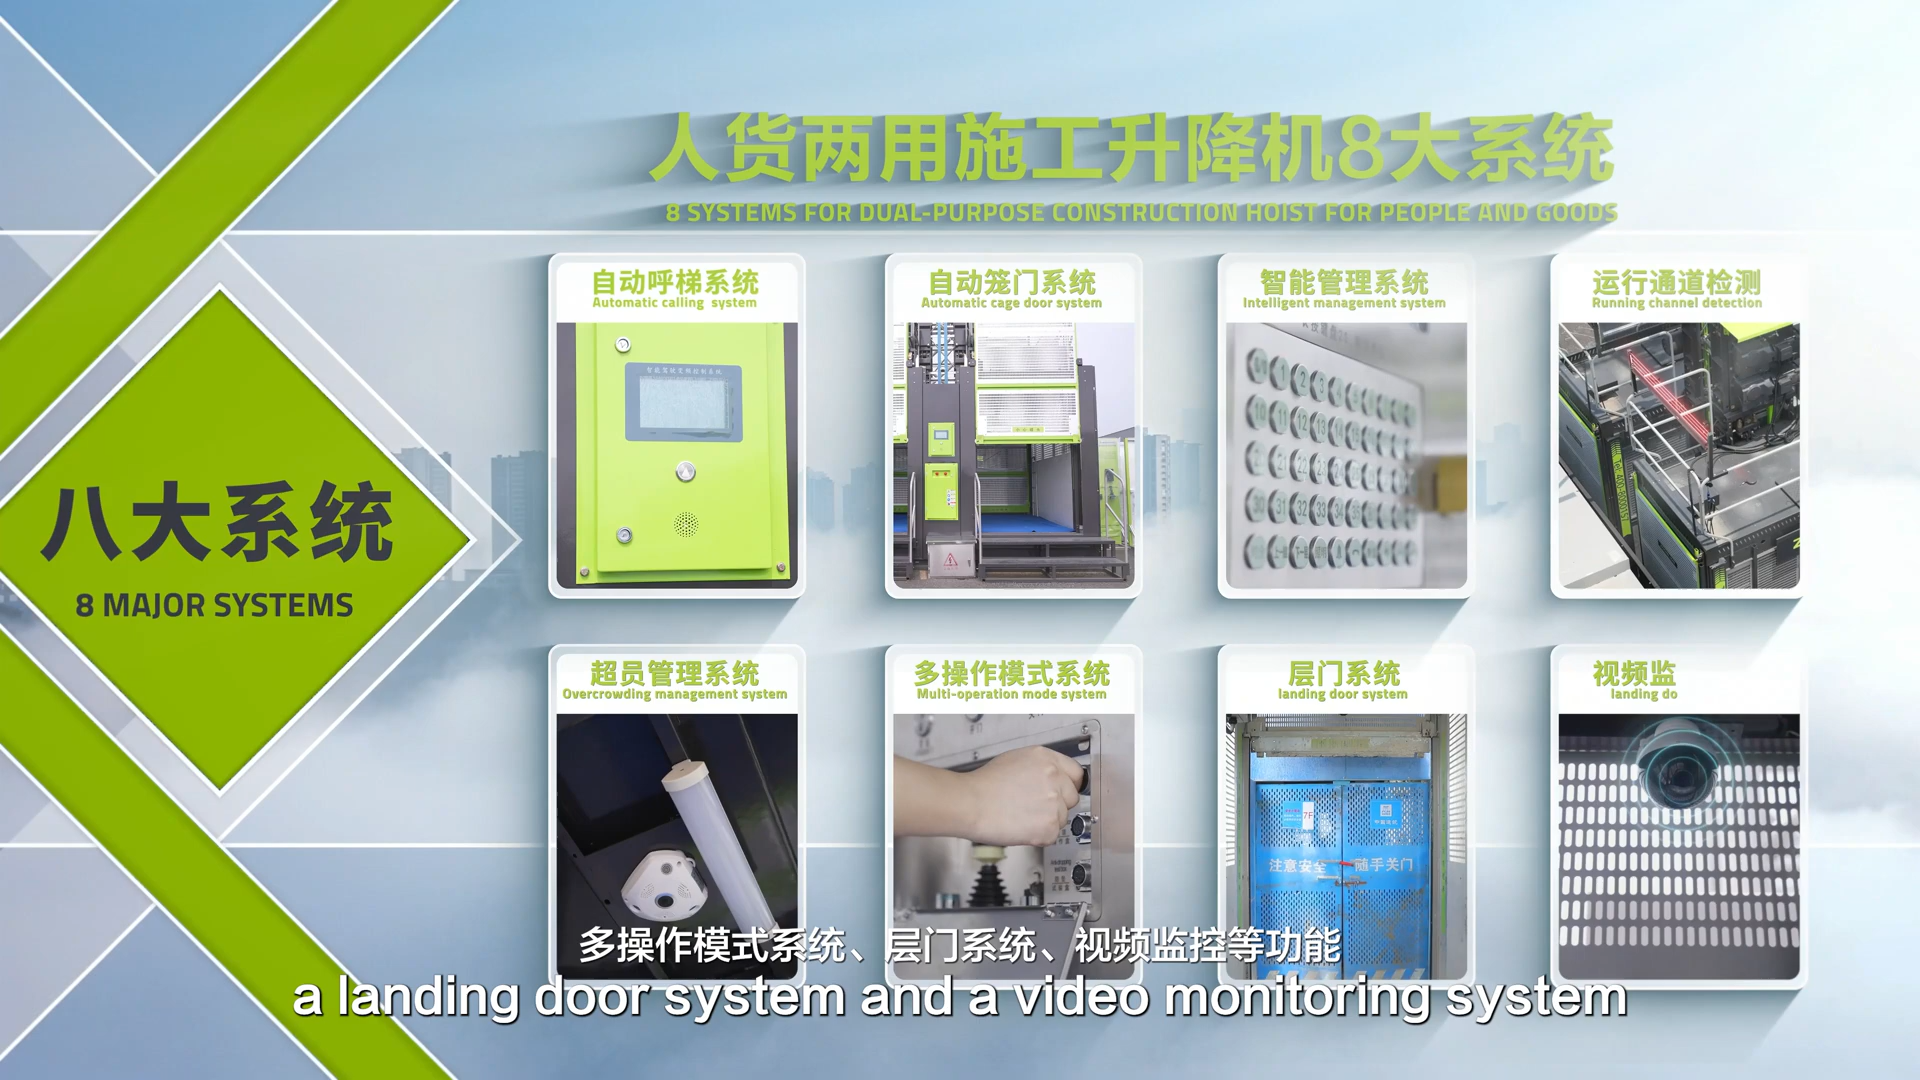 人货两用施工升降机8大系统
8 SYSTEMS FOR DUAL-PURPOSE CONSTRUCTION HOIST FOR PEOPLE AND GOODS
八大系统
8 MAJOR SYSTEMS
自动呼梯系统
Automatic calling system
自动笼门系统
Automatic cage door system
智能管理系统
Intelligent management system
运行通道检测
Running channel detection
超员管理系统
Overcrowding management system
多操作模式系统
Multi-operation mode system
层门系统
landing door system
7F
注意安全 随手关门
视频监
landing do
多操作模式系统、层门系统、视频监控等功能
a landing door system and a video monitoring system